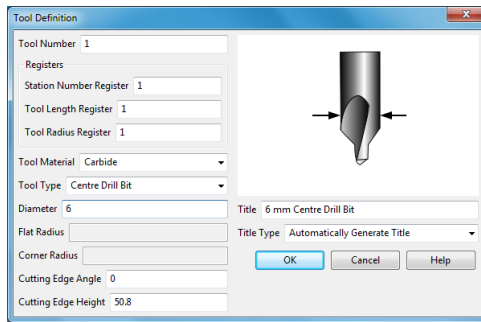 Tool Definition
Tool Number 1
Registers
Station Number Register 1
Tool Length Register 1
Tool Radius Register 1
Tool Material Carbide
Tool Type Centre Drill Bit
Diameter 6
Flat Radius
Corner Radius
Cutting Edge Angle 0
Cutting Edge Height 50.8
Title 6 mm Centre Drill Bit
Title Type Automatically Generate Title
OK Cancel Help